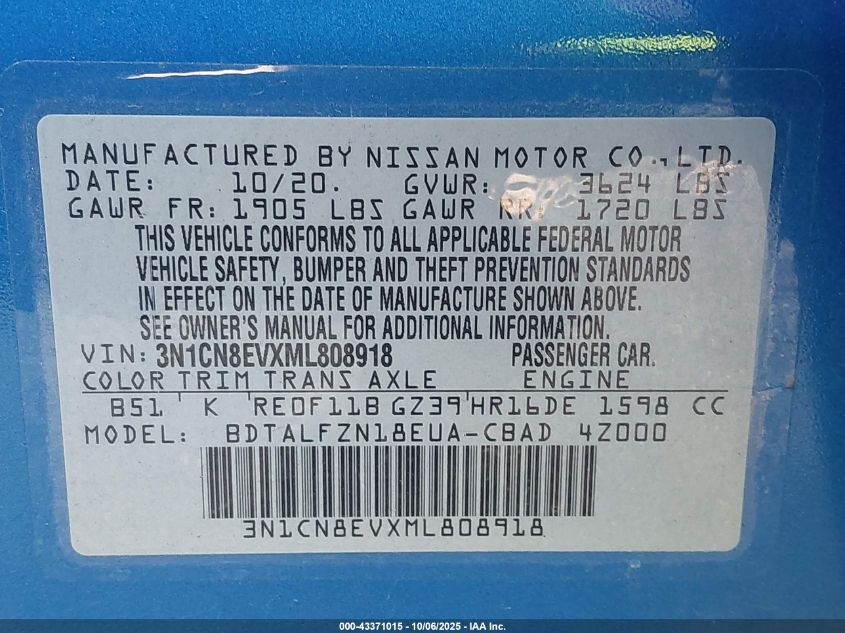 MANUFACTURED BY NISSAN MOTOR CO., LTD.
DATE: 10/20. GVWR: 3624 LBS
GAWR FR: 1905 LBS GAWR RR: 1720 LBS
THIS VEHICLE CONFORMS TO ALL APPLICABLE FEDERAL MOTOR
VEHICLE SAFETY, BUMPER AND THEFT PREVENTION STANDARDS
IN EFFECT ON THE DATE OF MANUFACTURE SHOWN ABOVE.
SEE OWNER'S MANUAL FOR ADDITIONAL INFORMATION.
VIN: 3N1CN8EVXML808918 PASSENGER CAR.
COLOR TRIM TRANS AXLE ENGINE
B51 K RE0F11B GZ39 HR16DE 1598 CC
MODEL: BDTALFZN18EUA-CBAD 4Z000
3N1CN8EVXML808918
000-43371015 - 10/06/2025 - IAA Inc.